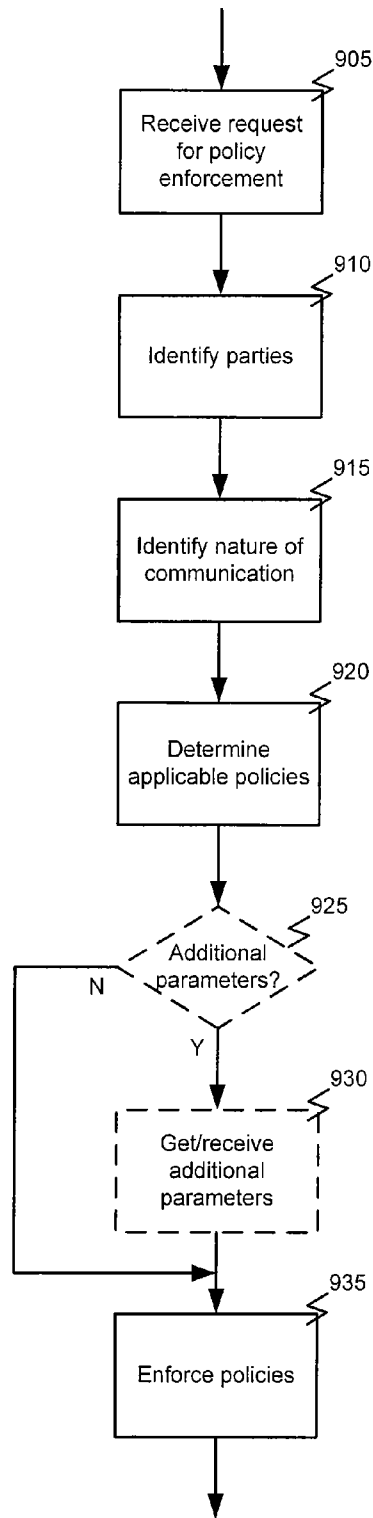 905
Receive request
for policy
enforcement
910
Identify parties
915
Identify nature of
communication
920
Determine
applicable policies
925
Additional
parameters?
N
Y
930
Get/receive
additional
parameters
935
Enforce policies